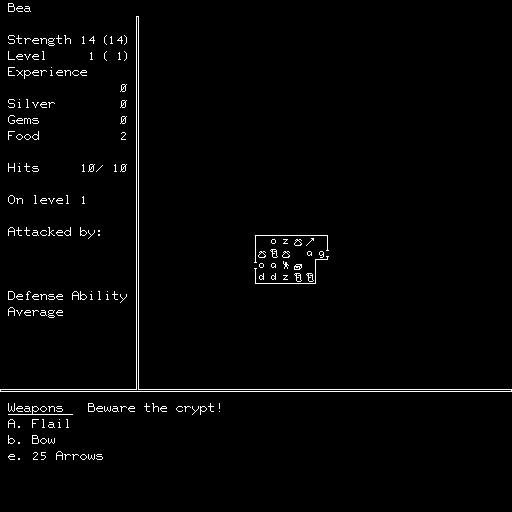 Bea
Strength 14 (14)
Level 1 ( 1)
Experience
0
Silver 0
Gems 0
Food 2
Hits 10/ 10
On level 1
Attacked by:
o z
a g
o a
d d z
Defense Ability
Average
Weapons Beware the crypt!
A. Flail
b. Bow
e. 25 Arrows